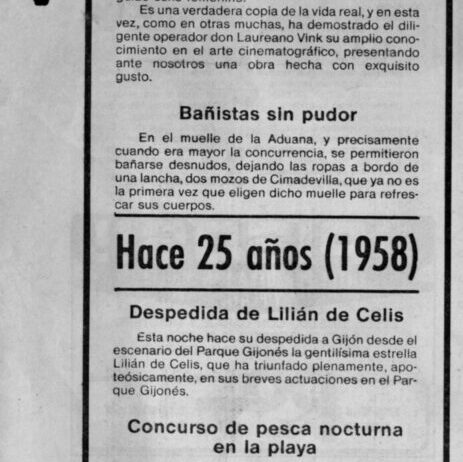 Es una verdadera copia de la vida real, y en esta
vez, como en otras muchas, ha demostrado el dili-
gente operador don Laureano Vink su amplio cono-
cimiento en el arte cinematográfico, presentando
ante nosotros una obra hecha con exquisito
gusto.
Bañistas sin pudor
En el muelle de la Aduana, y precisamente
cuando era mayor la concurrencia, se permitieron
bañarse desnudos, dejando las ropas a bordo de
una lancha, dos mozos de Cimadevilla, que ya no es
la primera vez que eligen dicho muelle para refres-
car sus cuerpos.
Hace 25 años (1958)
Despedida de Lilián de Celis
Esta noche hace su despedida a Gijón desde el
escenario del Parque Gijonés la gentilísima estrella
Lilián de Celis, que ha triunfado plenamente, apo-
teósicamente, en sus breves actuaciones en el Par-
que Gijonés.
Concurso de pesca nocturna
en la playa